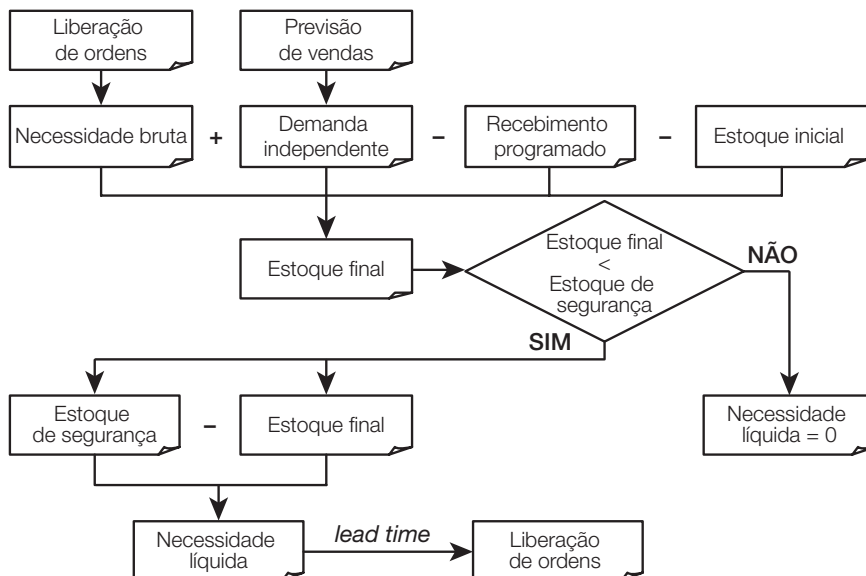 Liberação
de ordens
Previsão
de vendas
Necessidade bruta
+
Demanda
independente
–
Recebimento
programado
–
Estoque inicial
Estoque final
Estoque final
<
Estoque de
segurança
NÃO
SIM
Estoque
de segurança
–
Estoque final
Necessidade
líquida = 0
Necessidade
líquida
lead time
Liberação
de ordens